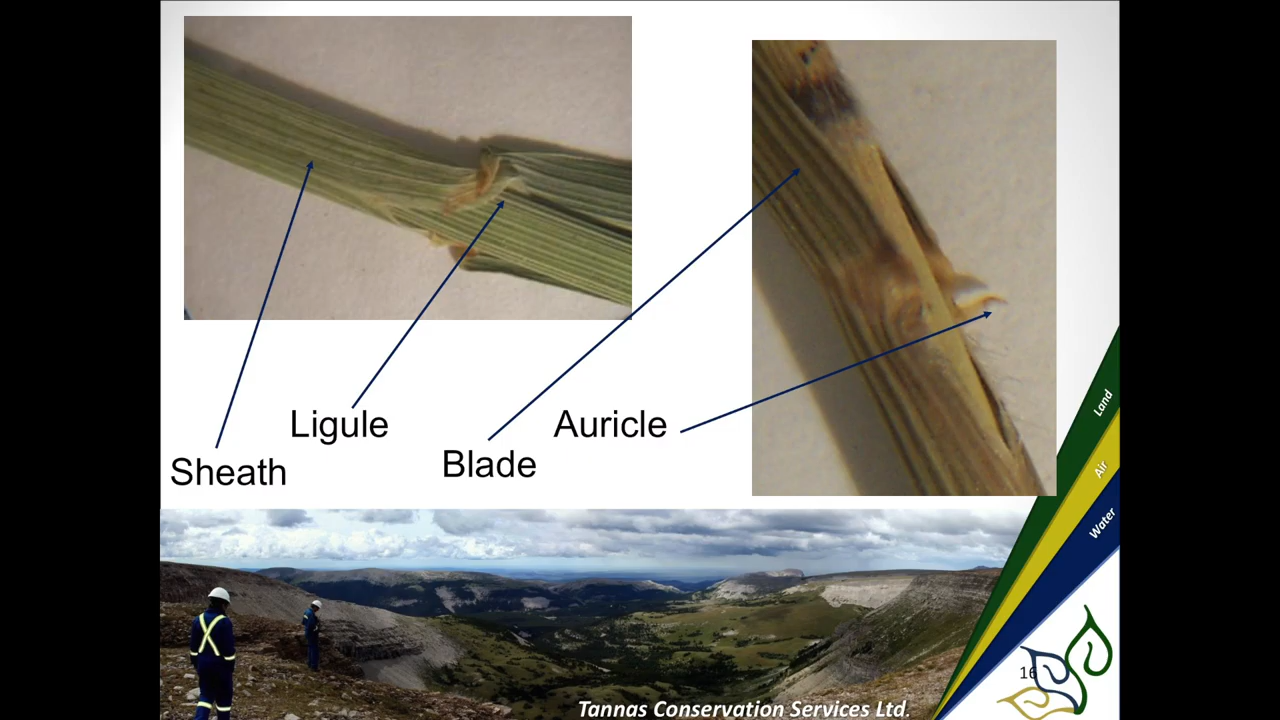 Ligule
Auricle
Blade
Sheath
Land
Air
Water
16
Tannas Conservation Services Ltd.